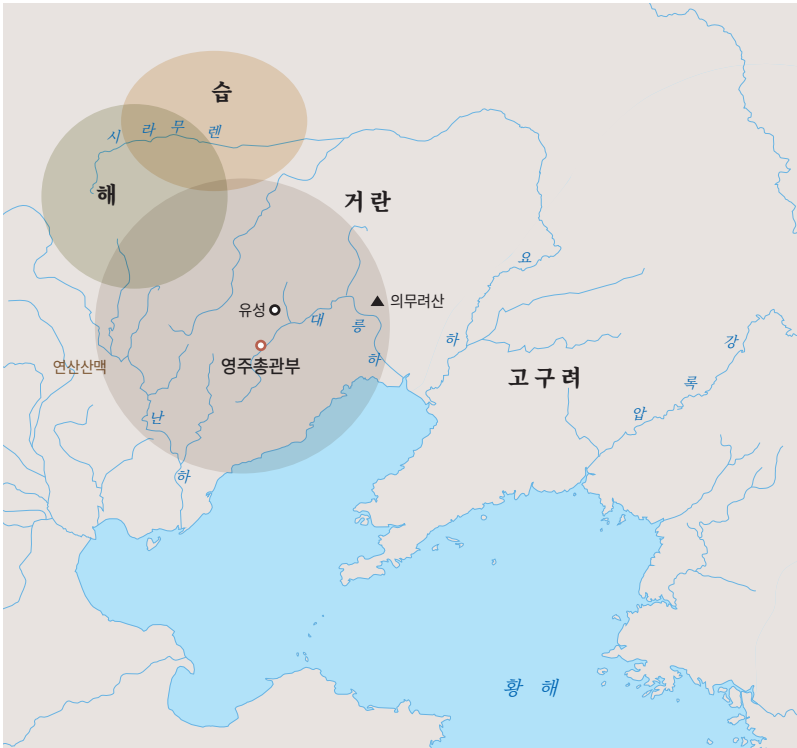 습
시 라 무 렌
해
거란
요
유성
의무려산
대 릉 하
하
강
연산산맥
영주총관부
고구려
록
압
난
하
황 해